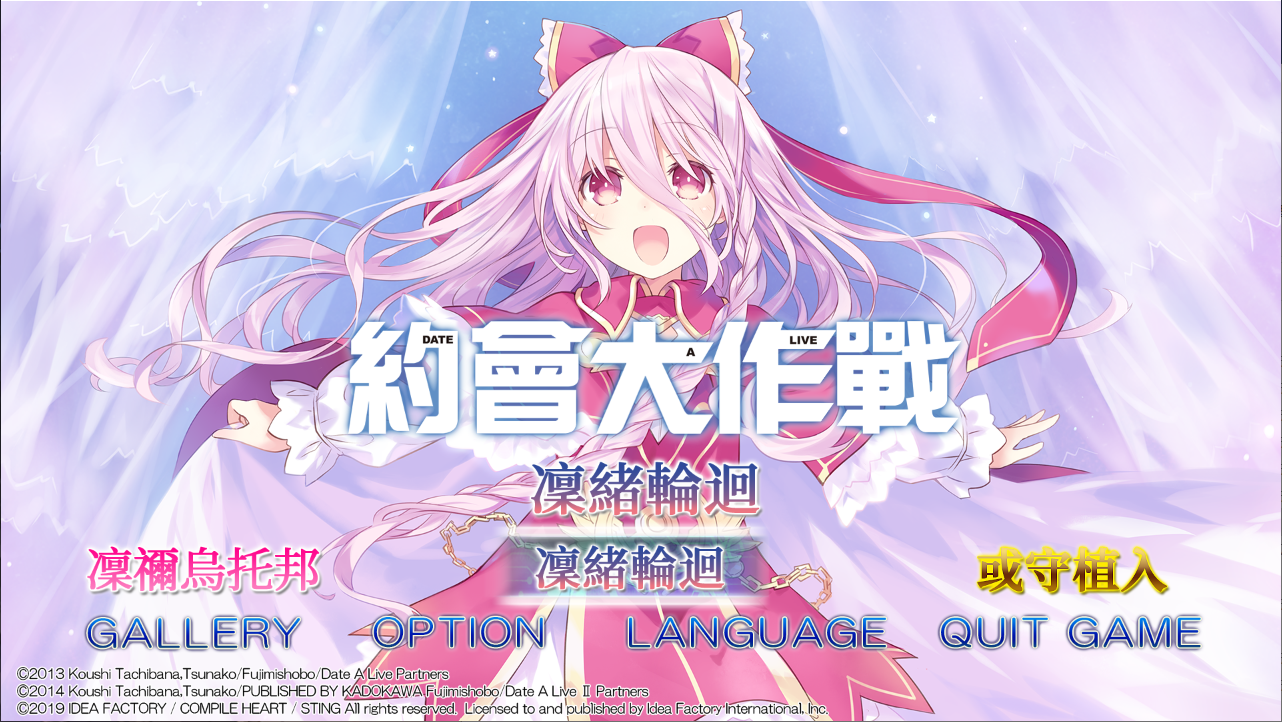 約會大作戰
DATE A LIVE
凜緒輪迴
凜禰烏托邦 凜緒輪迴 或守植入
GALLERY OPTION LANGUAGE QUIT GAME
©2013 Koushi Tachibana,Tsunako/Fujimishobo/Date A Live Partners
©2014 Koushi Tachibana,Tsunako/PUBLISHED BY KADOKAWA Fujimishobo/Date A Live Ⅱ Partners
©2019 IDEA FACTORY / COMPILE HEART / STING All rights reserved. Licensed to and published by Idea Factory International, Inc.